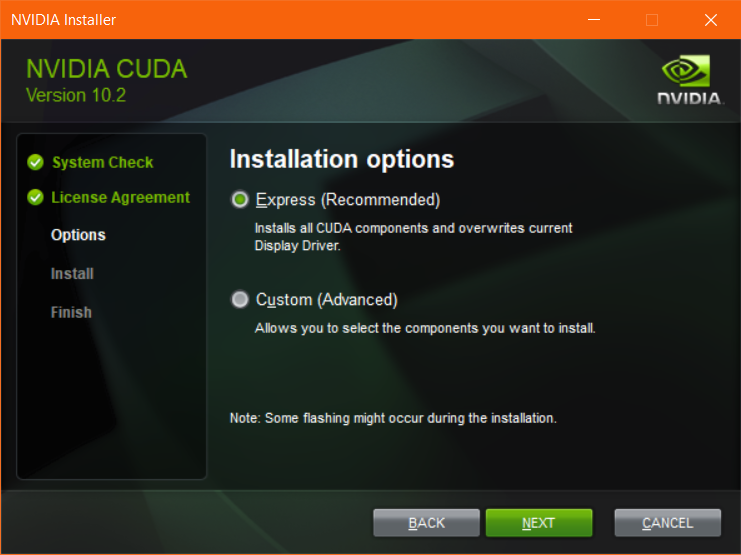 NVIDIA Installer
NVIDIA CUDA
Version 10.2
NVIDIA.
System Check
License Agreement
Options
Install
Finish
Installation options
Express (Recommended)
Installs all CUDA components and overwrites current
Display Driver.
Custom (Advanced)
Allows you to select the components you want to install.
Note: Some flashing might occur during the installation.
BACK
NEXT
CANCEL